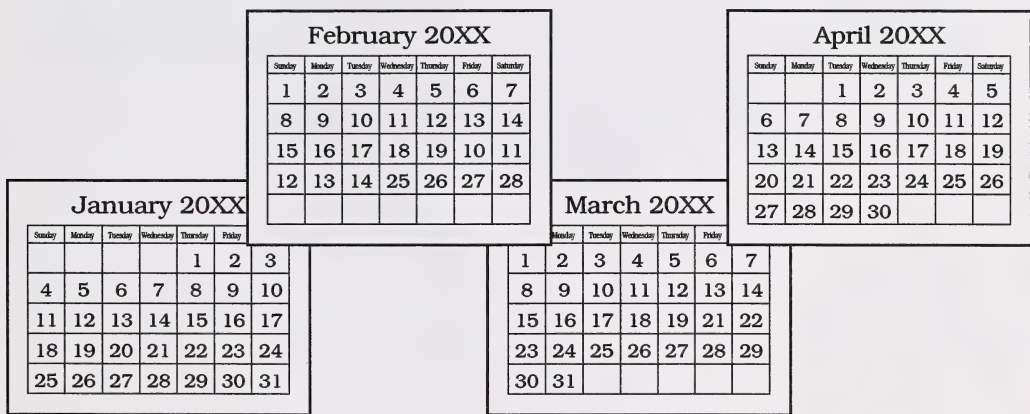 January 20XX
Sunday Monday Tuesday Wednesday Thursday Friday
1 2 3
4 5 6 7 8 9 10
11 12 13 14 15 16 17
18 19 20 21 22 23 24
25 26 27 28 29 30 31
February 20XX
Sunday Monday Tuesday Wednesday Thursday Friday Saturday
1 2 3 4 5 6 7
8 9 10 11 12 13 14
15 16 17 18 19 10 11
12 13 14 25 26 27 28
March 20XX
Monday Tuesday Wednesday Thursday Friday
1 2 3 4 5 6 7
8 9 10 11 12 13 14
15 16 17 18 19 21 22
23 24 25 26 27 28 29
30 31
April 20XX
Sunday Monday Tuesday Wednesday Thursday Friday Saturday
1 2 3 4 5
6 7 8 9 10 11 12
13 14 15 16 17 18 19
20 21 22 23 24 25 26
27 28 29 30